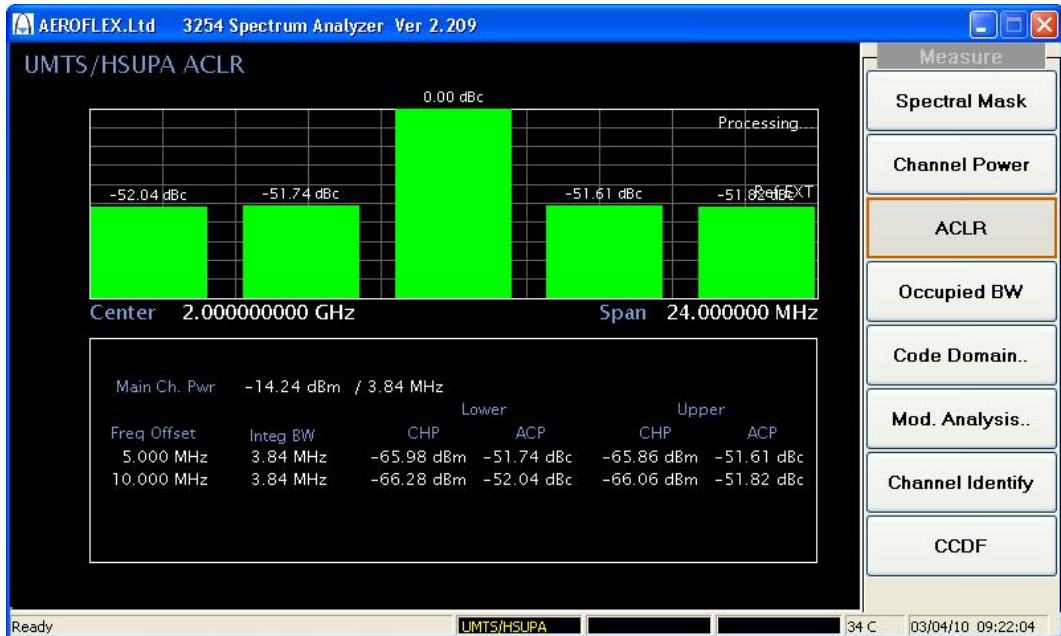 AEROFLEX.Ltd 3254 Spectrum Analyzer Ver 2.209
UMTS/HSUPA ACLR
0.00 dBc
Processing...
-52.04 dBc -51.74 dBc -51.61 dBc -51.82 dBc
Ref EXT
Center 2.000000000 GHz Span 24.000000 MHz
Main Ch. Pwr -14.24 dBm / 3.84 MHz
Lower Upper
Freq Offset Integ BW CHP ACP CHP ACP
5.000 MHz 3.84 MHz -65.98 dBm -51.74 dBc -65.86 dBm -51.61 dBc
10.000 MHz 3.84 MHz -66.28 dBm -52.04 dBc -66.06 dBm -51.82 dBc
Measure
Spectral Mask
Channel Power
ACLR
Occupied BW
Code Domain..
Mod. Analysis..
Channel Identify
CCDF
Ready UMTS/HSUPA 34 C 03/04/10 09:22:04